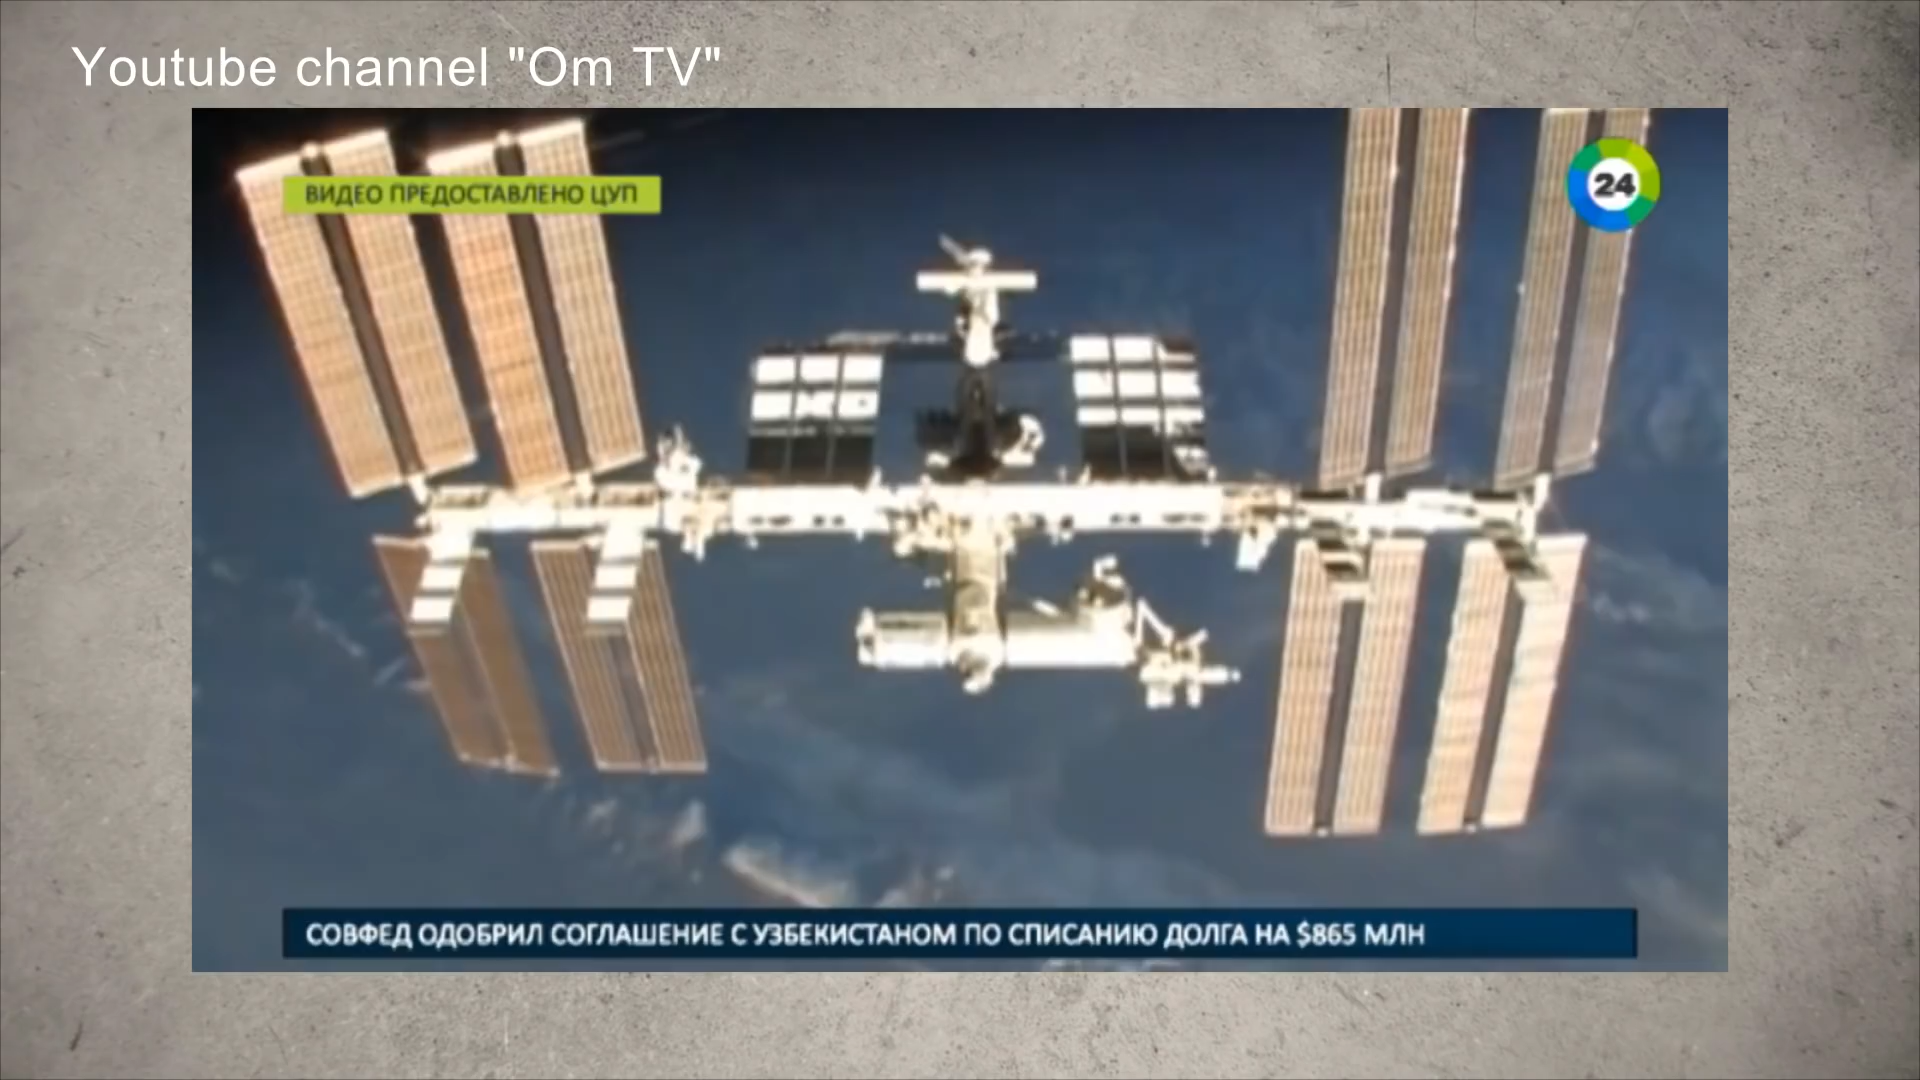 Youtube channel "Om TV"
ВИДЕО ПРЕДОСТАВЛЕНО ЦУП
24
СОВФЕД ОДОБРИЛ СОГЛАШЕНИЕ С УЗБЕКИСТАНОМ ПО СПИСАНИЮ ДОЛГА НА $865 МЛН